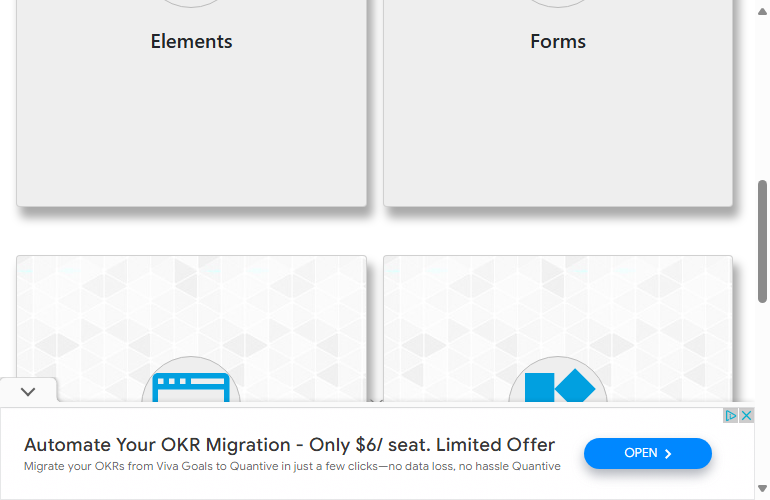 Elements
Forms
Automate Your OKR Migration - Only $6/ seat. Limited Offer
Migrate your OKRs from Viva Goals to Quantive in just a few clicks—no data loss, no hassle Quantive
OPEN